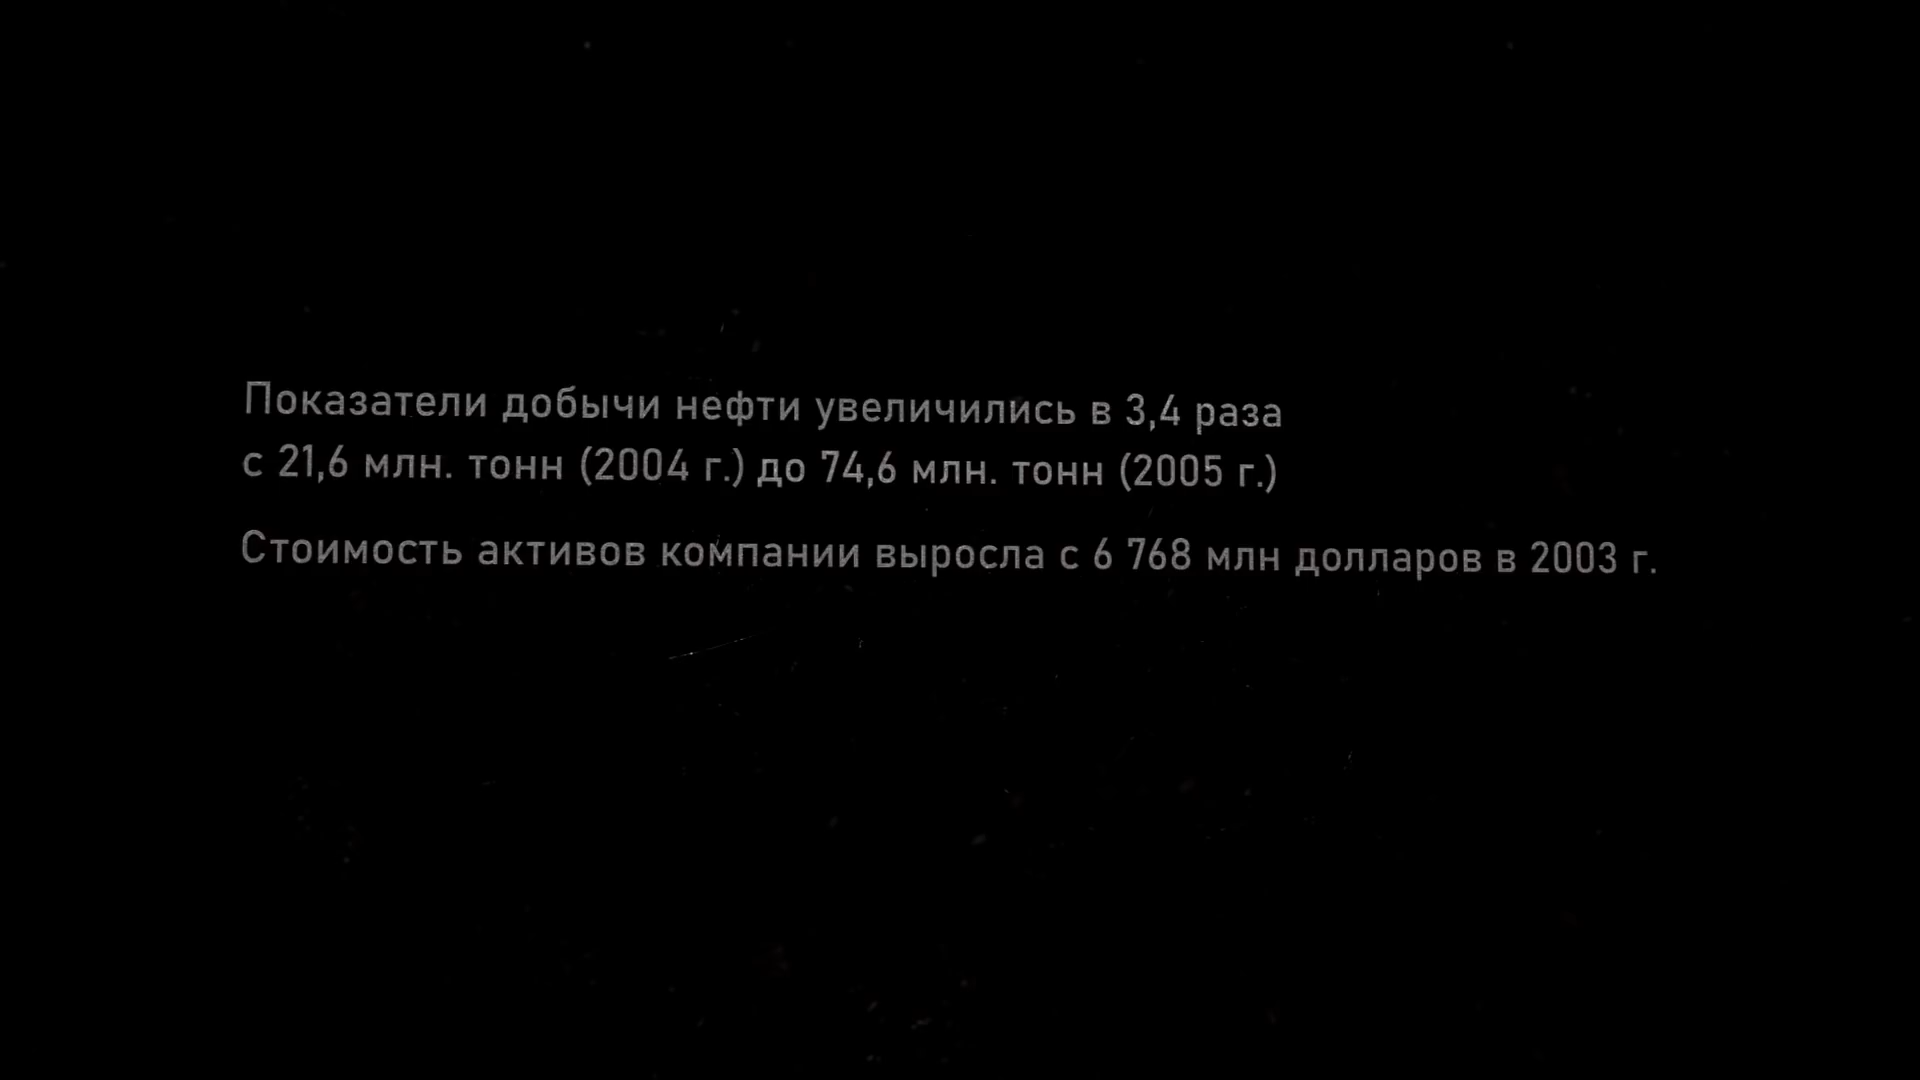 Показатели добычи нефти увеличились в 3,4 раза
с 21,6 млн. тонн (2004 г.) до 74,6 млн. тонн (2005 г.)
Стоимость активов компании выросла с 6 768 млн долларов в 2003 г.